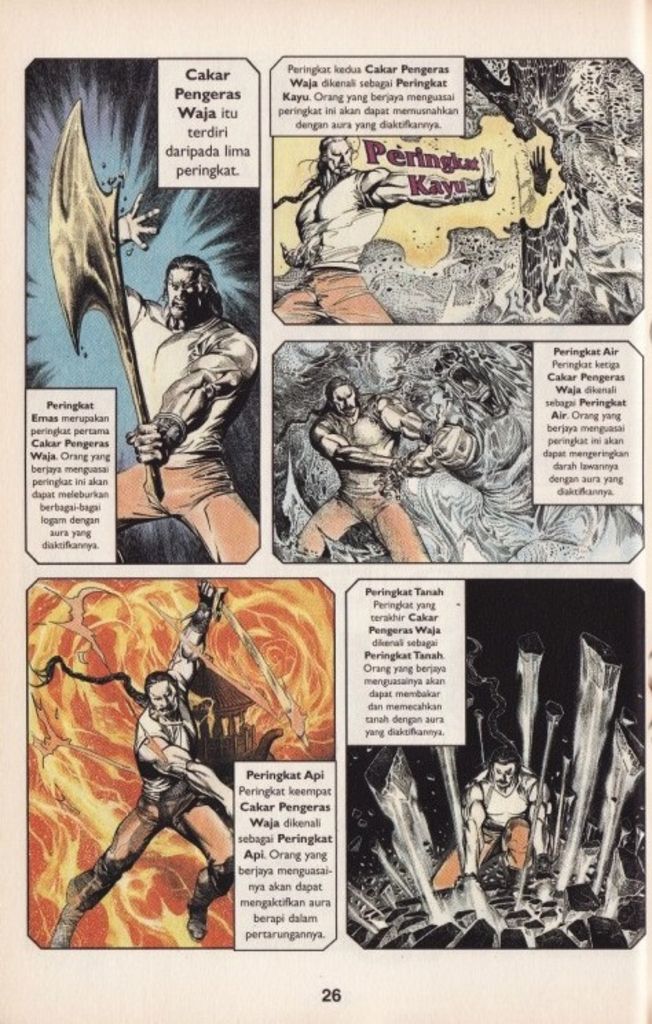 Cakar
Pengeras
Waja itu
terdiri
daripada lima
peringkat.
Peringkat
Emas merupakan
peringkat pertama
Cakar Pengeras
Waja. Orang yang
berjaya menguasai
peringkat ini akan
dapat meleburkan
berbagai-bagai
logam dengan
aura yang
diaktifkannya.
Peringkat kedua Cakar Pengeras
Waja dikenali sebagai Peringkat
Kayu. Orang yang berjaya menguasai
peringkat ini akan dapat memusnahkan
dengan aura yang diaktifkannya.
Peringkat
Kayu
Peringkat Air
Peringkat ketiga
Cakar Pengeras
Waja dikenali
sebagai Peringkat
Air. Orang yang
berjaya menguasai
peringkat ini akan
dapat mengeringkan
darah lawannya
dengan aura yang
diaktifkannya.
Peringkat Api
Peringkat keempat
Cakar Pengeras
Waja dikenali
sebagai Peringkat
Api. Orang yang
berjaya menguasai-
nya akan dapat
mengaktifkan aura
berapi dalam
pertarungannya.
Peringkat Tanah
Peringkat yang
terakhir Cakar
Pengeras Waja
dikenali sebagai
Peringkat Tanah.
Orang yang berjaya
menguasainya akan
dapat membakar
dan memecahkan
tanah dengan aura
yang diaktifkannya.
26